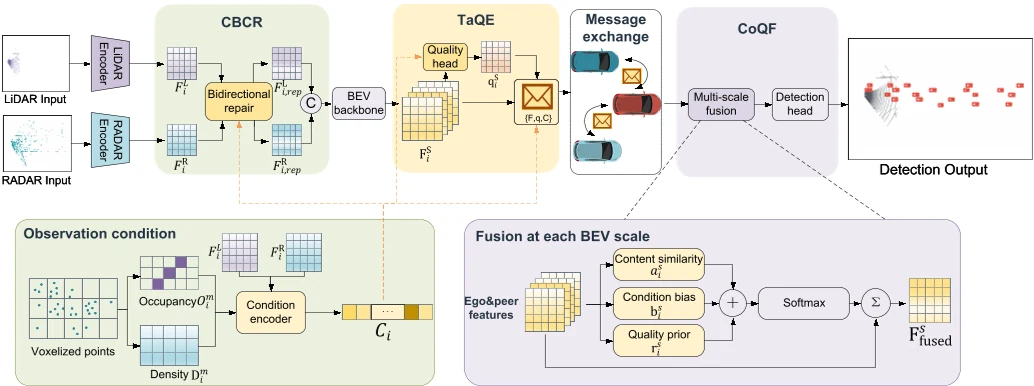 CBCR
TaQE
Message
exchange
CoQF
LiDAR Input
LiDAR
Encoder
F_i^L
F_{i,rep}^L
Bidirectional
repair
C
BEV
backbone
Quality
head
q_i^S
F_i^S
{F,q,C}
Multi-scale
fusion
Detection
head
Detection Output
RADAR Input
RADAR
Encoder
F_i^R
F_{i,rep}^R
Observation condition
Voxelized points
Occupancy O_i^m
Density D_i^m
F_i^L
F_i^R
Condition
encoder
...
C_i
Fusion at each BEV scale
Ego&peer
features
Content similarity
a_i^s
Condition bias
b_i^s
Quality prior
r_i^s
+
Softmax
Σ
F_fused^s